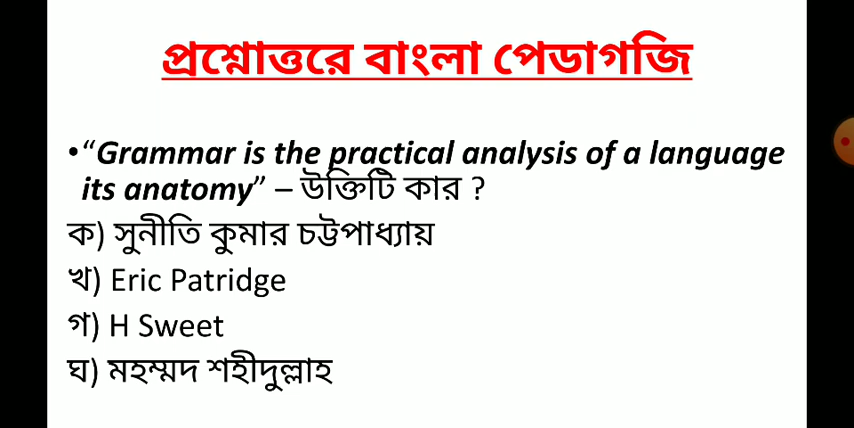 প্রশ্নোত্তরে বাংলা পেডাগজি
•“Grammar is the practical analysis of a language
its anatomy” – উক্তিটি কার ?
ক) সুনীতি কুমার চট্টপাধ্যায়
খ) Eric Patridge
গ) H Sweet
ঘ) মহম্মদ শহীদুল্লাহ